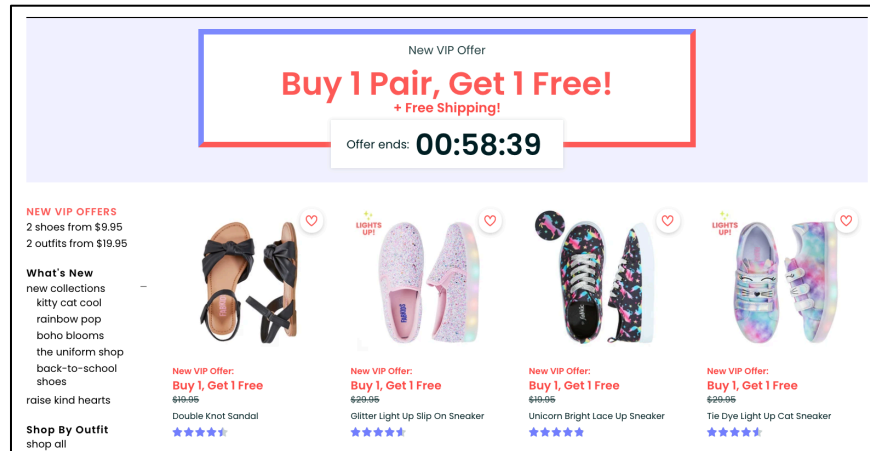 New VIP Offer
Buy 1 Pair, Get 1 Free!
+ Free Shipping!
Offer ends: 00:58:39
NEW VIP OFFERS
2 shoes from $9.95
2 outfits from $19.95
What's New
new collections –
kitty cat cool
rainbow pop
boho blooms
the uniform shop
back-to-school
shoes
raise kind hearts
Shop By Outfit
shop all
New VIP Offer:
Buy 1, Get 1 Free
$19.95
Double Knot Sandal
LIGHTS
UP!
FabKids
New VIP Offer:
Buy 1, Get 1 Free
$29.95
Glitter Light Up Slip On Sneaker
New VIP Offer:
Buy 1, Get 1 Free
$19.95
Unicorn Bright Lace Up Sneaker
LIGHTS
UP!
New VIP Offer:
Buy 1, Get 1 Free
$29.95
Tie Dye Light Up Cat Sneaker